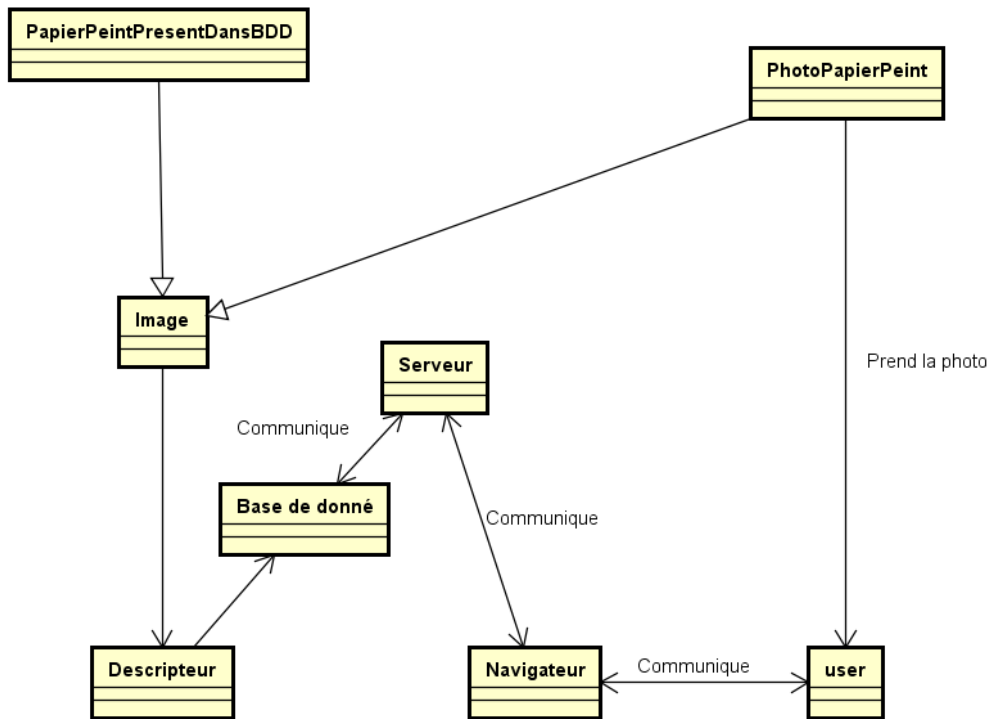 PapierPeintPresentDansBDD
PhotoPapierPeint
Image
Serveur
Prend la photo
Communique
Base de donné
Communique
Descripteur
Navigateur
Communique
user